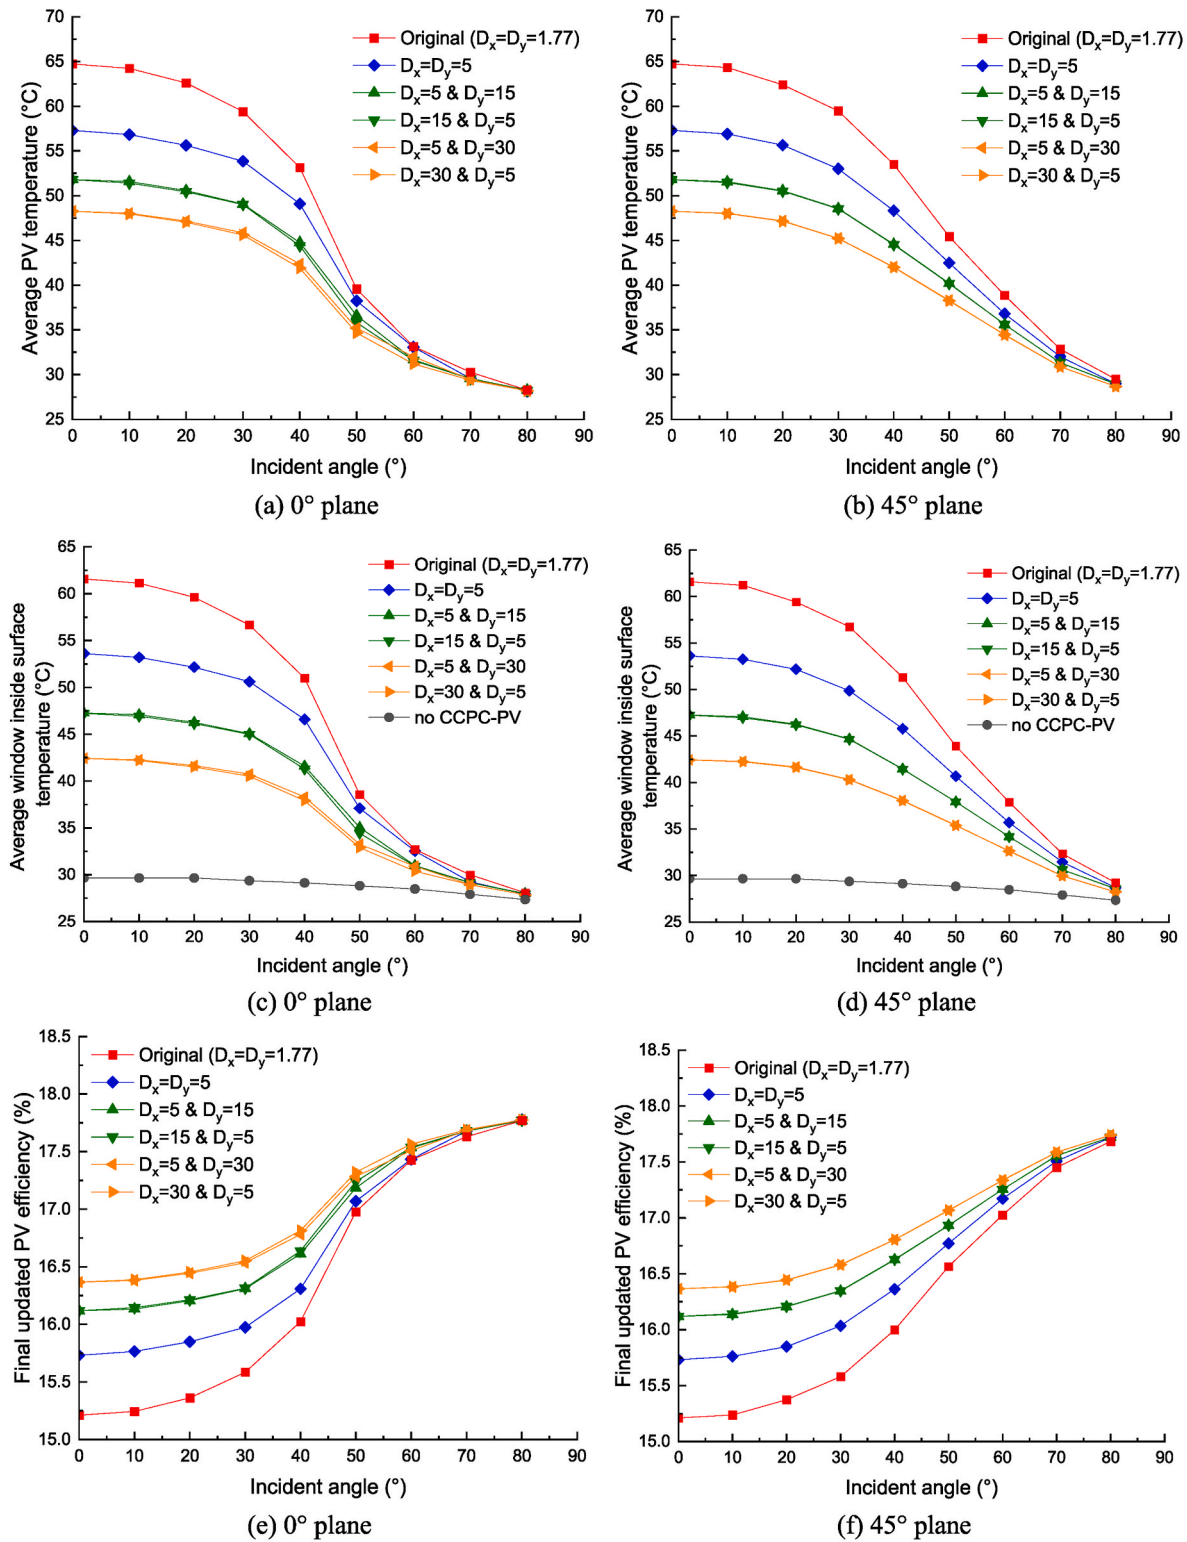 70
65
60
55
50
45
40
35
30
25
Average PV temperature (°C)
Original (Dx=Dy=1.77)
Dx=Dy=5
Dx=5 & Dy=15
Dx=15 & Dy=5
Dx=5 & Dy=30
Dx=30 & Dy=5
0 10 20 30 40 50 60 70 80 90
Incident angle (°)
(a) 0° plane
70
65
60
55
50
45
40
35
30
25
Average PV temperature (°C)
Original (Dx=Dy=1.77)
Dx=Dy=5
Dx=5 & Dy=15
Dx=15 & Dy=5
Dx=5 & Dy=30
Dx=30 & Dy=5
0 10 20 30 40 50 60 70 80 90
Incident angle (°)
(b) 45° plane
65
60
55
50
45
40
35
30
25
Average window inside surface
temperature (°C)
Original (Dx=Dy=1.77)
Dx=Dy=5
Dx=5 & Dy=15
Dx=15 & Dy=5
Dx=5 & Dy=30
Dx=30 & Dy=5
no CCPC-PV
0 10 20 30 40 50 60 70 80 90
Incident angle (°)
(c) 0° plane
65
60
55
50
45
40
35
30
25
Average window inside surface
temperature (°C)
Original (Dx=Dy=1.77)
Dx=Dy=5
Dx=5 & Dy=15
Dx=15 & Dy=5
Dx=5 & Dy=30
Dx=30 & Dy=5
no CCPC-PV
0 10 20 30 40 50 60 70 80 90
Incident angle (°)
(d) 45° plane
18.5
18.0
17.5
17.0
16.5
16.0
15.5
15.0
Final updated PV efficiency (%)
Original (Dx=Dy=1.77)
Dx=Dy=5
Dx=5 & Dy=15
Dx=15 & Dy=5
Dx=5 & Dy=30
Dx=30 & Dy=5
0 10 20 30 40 50 60 70 80 90
Incident angle (°)
(e) 0° plane
18.5
18.0
17.5
17.0
16.5
16.0
15.5
15.0
Final updated PV efficiency (%)
Original (Dx=Dy=1.77)
Dx=Dy=5
Dx=5 & Dy=15
Dx=15 & Dy=5
Dx=5 & Dy=30
Dx=30 & Dy=5
0 10 20 30 40 50 60 70 80 90
Incident angle (°)
(f) 45° plane